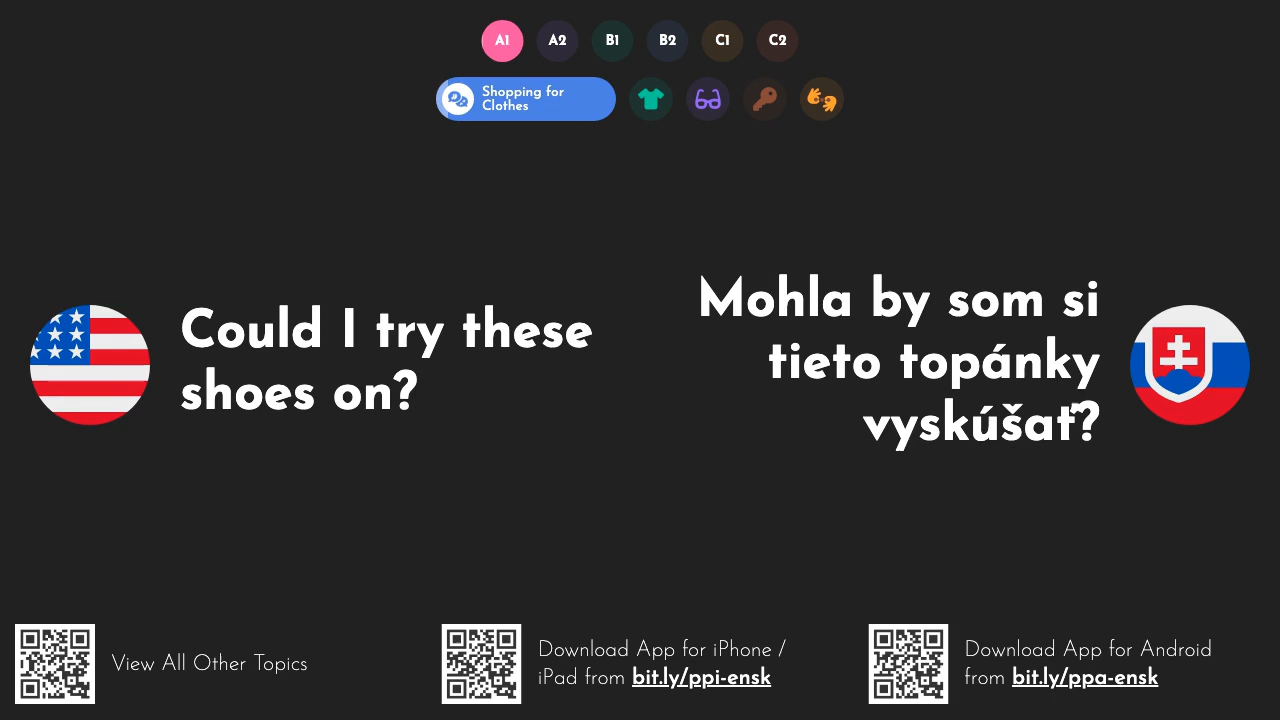 A1 A2 B1 B2 C1 C2
Shopping for
Clothes
Could I try these
shoes on?
Mohla by som si
tieto topánky
vyskúšať?
View All Other Topics
Download App for iPhone /
iPad from bit.ly/ppi-ensk
Download App for Android
from bit.ly/ppa-ensk